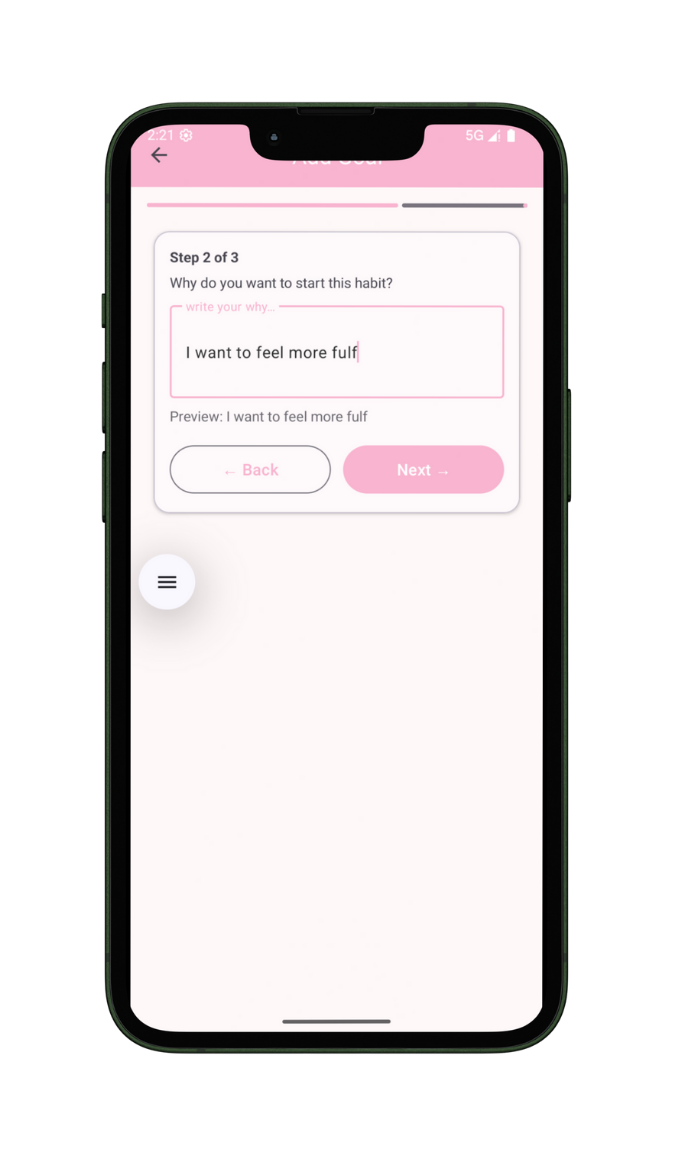 2:21
5G
Step 2 of 3
Why do you want to start this habit?
write your why...
I want to feel more fulf
Preview: I want to feel more fulf
← Back
Next →